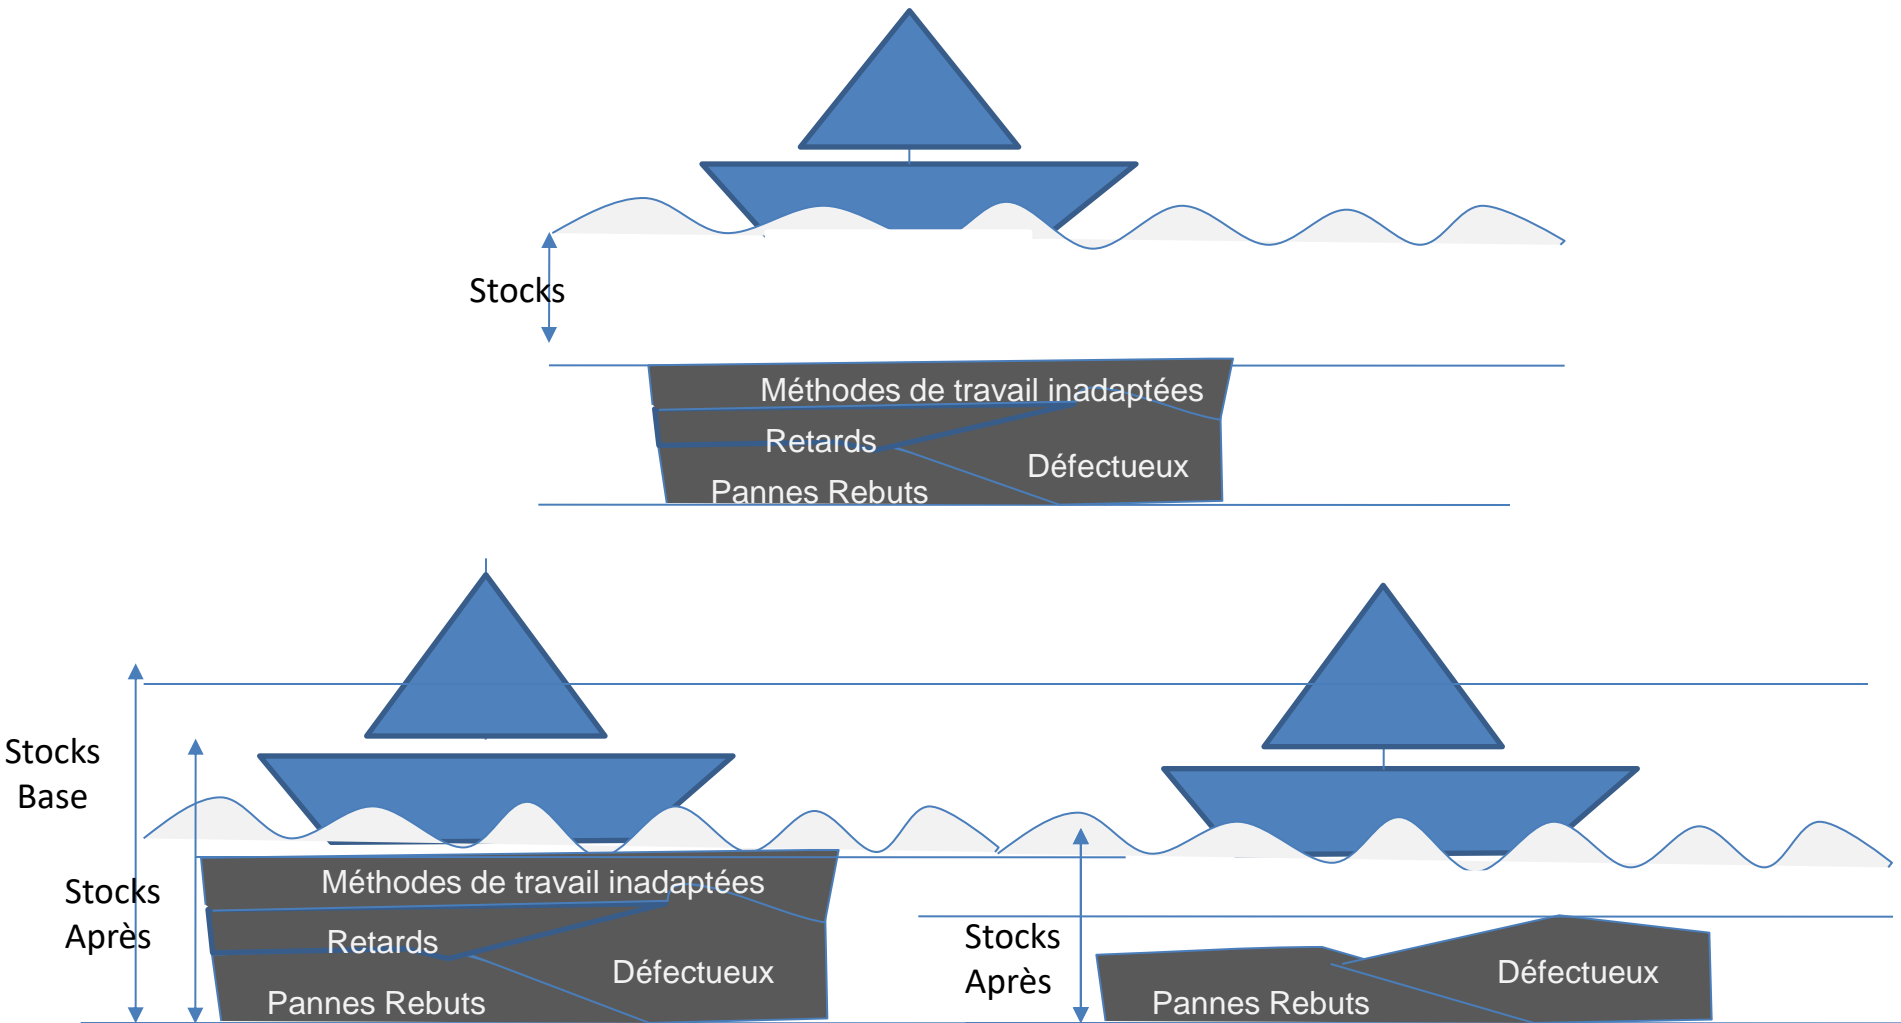 Stocks
Méthodes de travail inadaptées
Retards
Défectueux
Pannes Rebuts
Stocks
Base
Stocks
Après
Méthodes de travail inadaptées
Retards
Défectueux
Pannes Rebuts
Stocks
Après
Défectueux
Pannes Rebuts